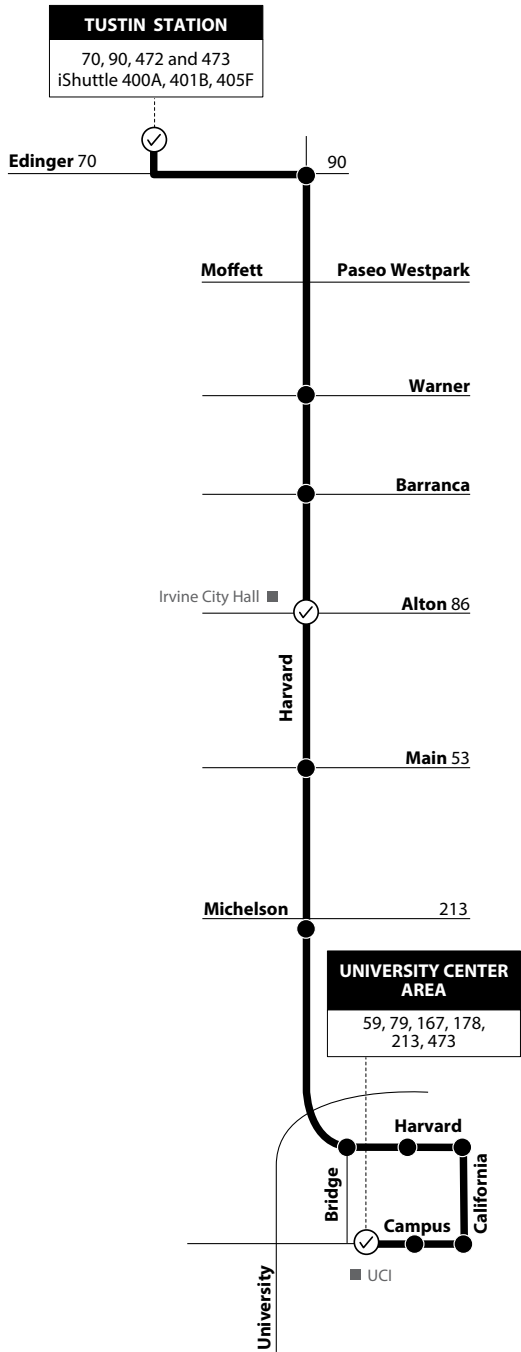 TUSTIN STATION
70, 90, 472 and 473
iShuttle 400A, 401B, 405F
Edinger 70
90
Moffett
Paseo Westpark
Warner
Barranca
Irvine City Hall
Alton 86
Harvard
Main 53
Michelson
213
UNIVERSITY CENTER
AREA
59, 79, 167, 178,
213, 473
Harvard
Bridge
California
Campus
UCI
University